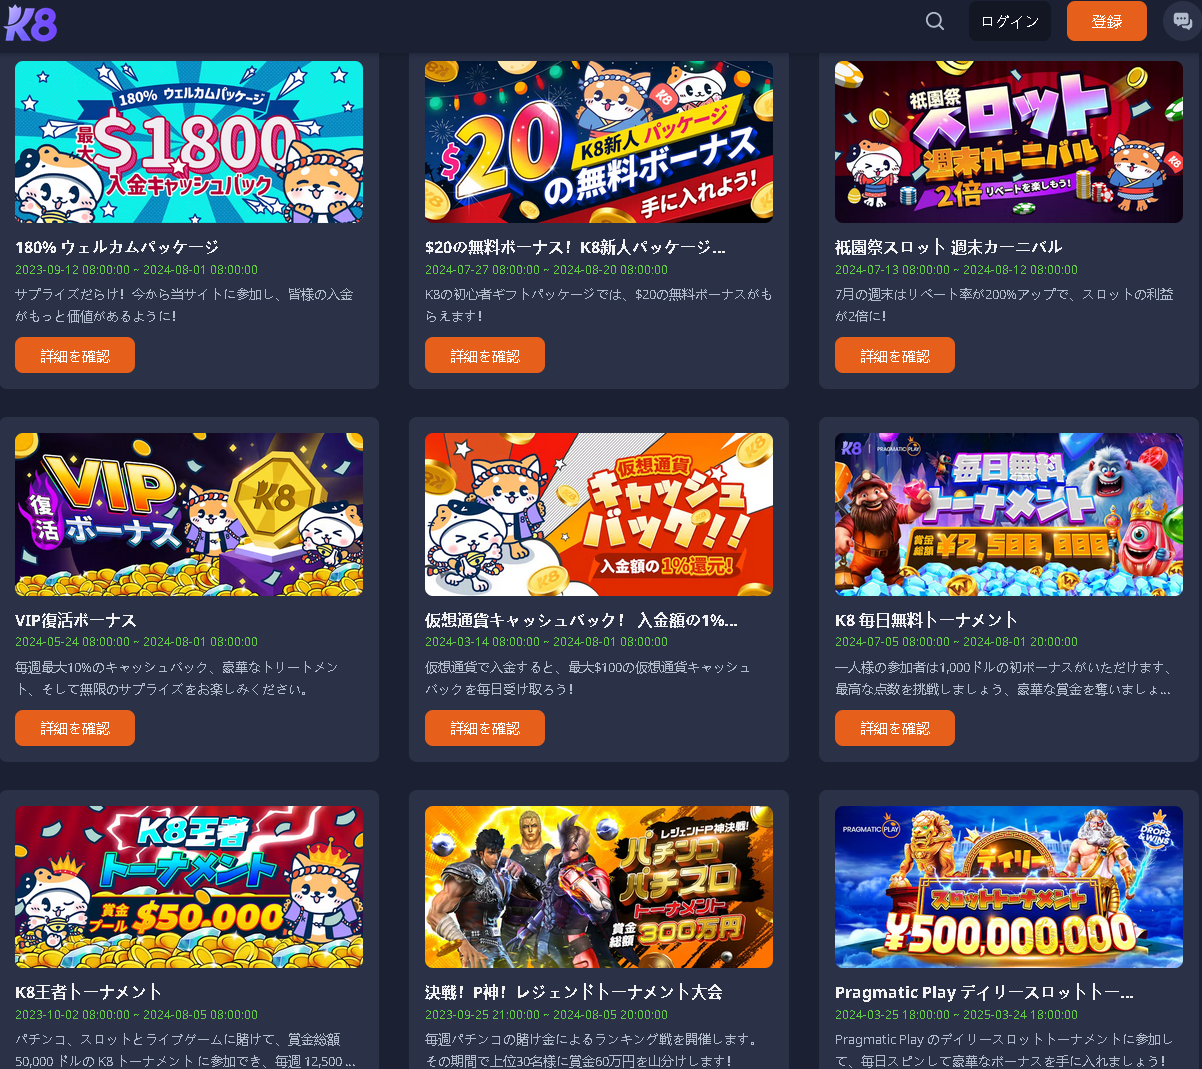 K8
ログイン
登録
180% ウェルカムパッケージ
最大
$1800
入金キャッシュバック
180% ウェルカムパッケージ
2023-09-12 08:00:00 ~ 2024-08-01 08:00:00
サプライズだらけ！今から当サイトに参加し、皆様の入金
がもっと価値があるように！
詳細を確認
K8
$20
K8新人パッケージ
の無料ボーナス
手に入れよう!
$20の無料ボーナス！K8新人パッケージ...
2024-07-27 08:00:00 ~ 2024-08-20 08:00:00
K8の初心者ギフトパッケージでは、$20の無料ボーナスがも
らえます！
詳細を確認
祇園祭
スロット
週末カーニバル
2倍 リベートを楽しもう!
K8
祇園祭スロット 週末カーニバル
2024-07-13 08:00:00 ~ 2024-08-12 08:00:00
7月の週末はリベート率が200%アップで、スロットの利益
が2倍に！
詳細を確認
VIP
復活
ボーナス
K8
VIP復活ボーナス
2024-05-24 08:00:00 ~ 2024-08-01 08:00:00
毎週最大10%のキャッシュバック、豪華なトリートメン
ト、そして無限のサプライズをお楽しみください。
詳細を確認
仮想通貨
キャッシュ
バック!!
入金額の1%還元!
K8
K8
仮想通貨キャッシュバック！ 入金額の1%...
2024-03-14 08:00:00 ~ 2024-08-01 08:00:00
仮想通貨で入金すると、最大$100の仮想通貨キャッシュ
バックを毎日受け取ろう！
詳細を確認
K8 PRAGMATIC PLAY
毎日無料
トーナメント
賞金総額
¥2,500,000
K8 毎日無料トーナメント
2024-07-05 08:00:00 ~ 2024-08-01 20:00:00
一人様の参加者は1,000ドルの初ボーナスがいただけます、
最高な点数を挑戦しましょう、豪華な賞金を奪いましょ...
詳細を確認
K8王者
トーナメント
賞金プール
$50,000
K8王者トーナメント
2023-10-02 08:00:00 ~ 2024-08-05 08:00:00
パチンコ、スロットとライブゲームに賭けて、賞金総額
50,000 ドルの K8 トーナメント に参加でき、毎週 12,500 ...
レジェンドP神決戦!
パチンコ
パチスロ
トーナメント
賞金総額
300万円
決戦！P神！レジェンドトーナメント大会
2023-09-25 21:00:00 ~ 2024-08-05 20:00:00
毎週パチンコの賭け金によるランキング戦を開催します。
その期間で上位30名様に賞金60万円を山分けします！
PRAGMATIC PLAY
DROPS & WINS
デイリー
スロットトーナメント
¥500,000,000
Pragmatic Play デイリースロットトー...
2024-03-25 18:00:00 ~ 2025-03-24 18:00:00
Pragmatic Play のデイリースロットトーナメントに参加し
て、毎日スピンして豪華なボーナスを手に入れましょう！